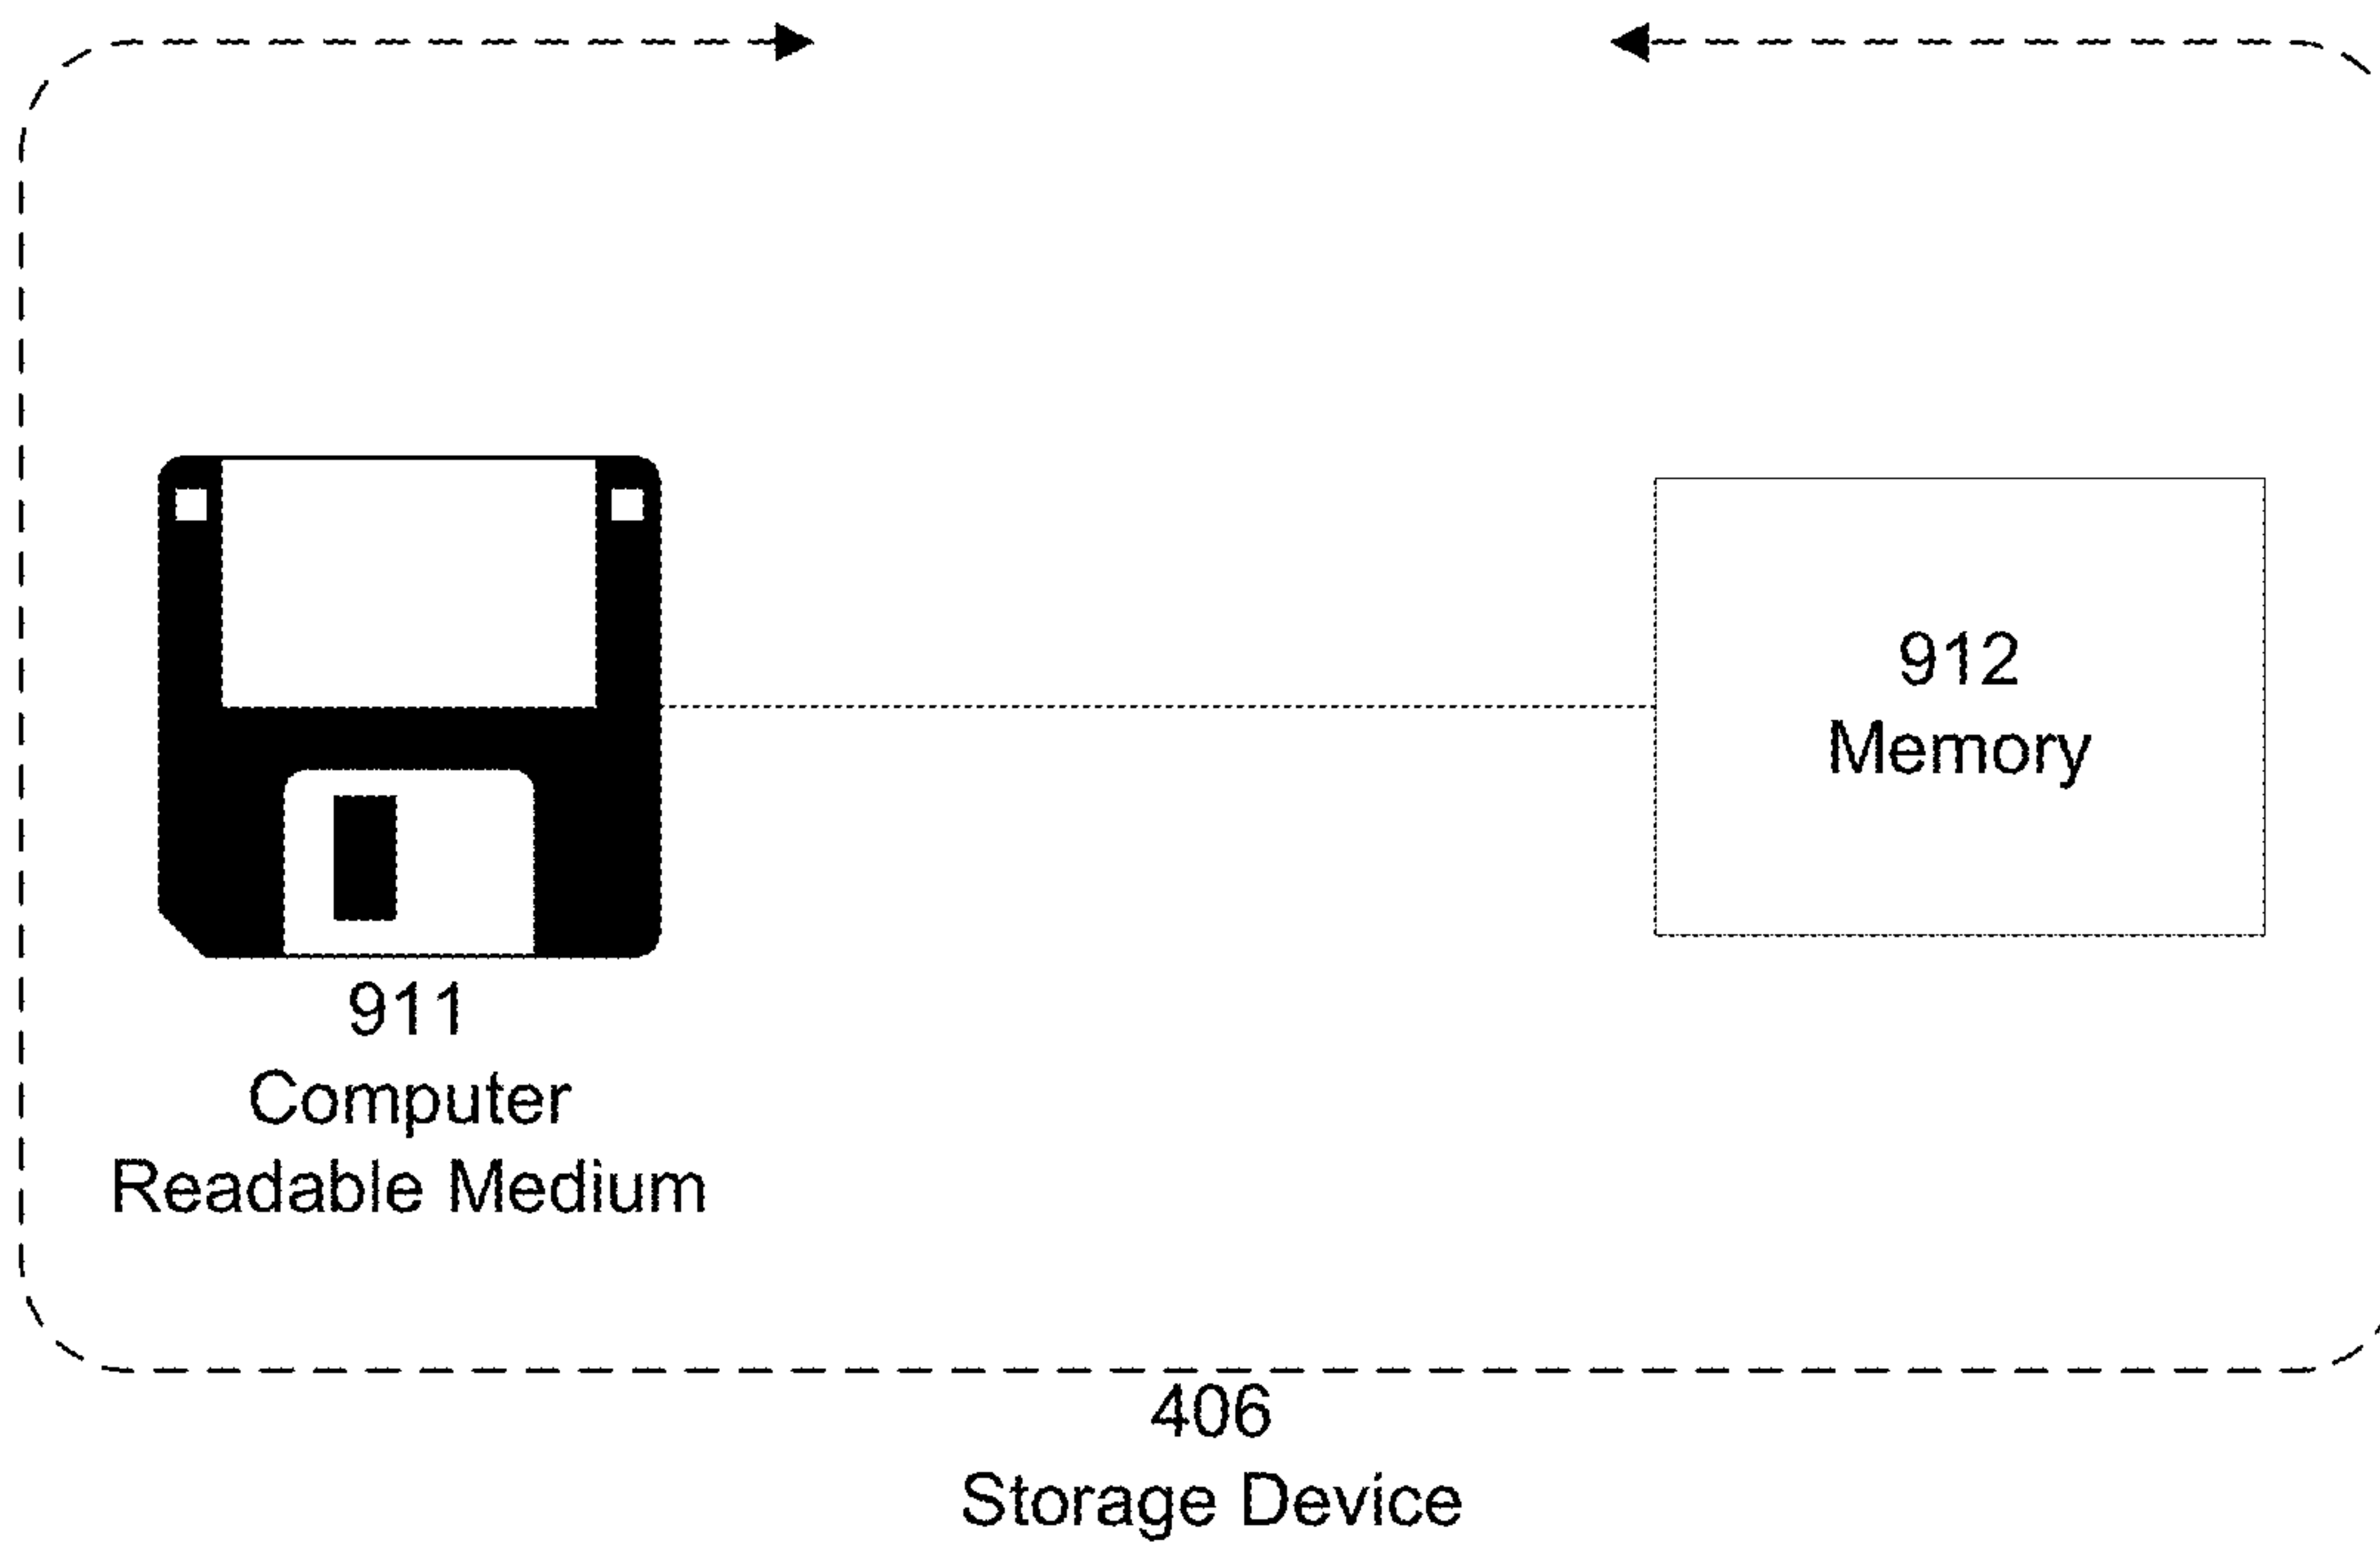 912
Memory
911
Computer
Readable Medium
406
Storage Device